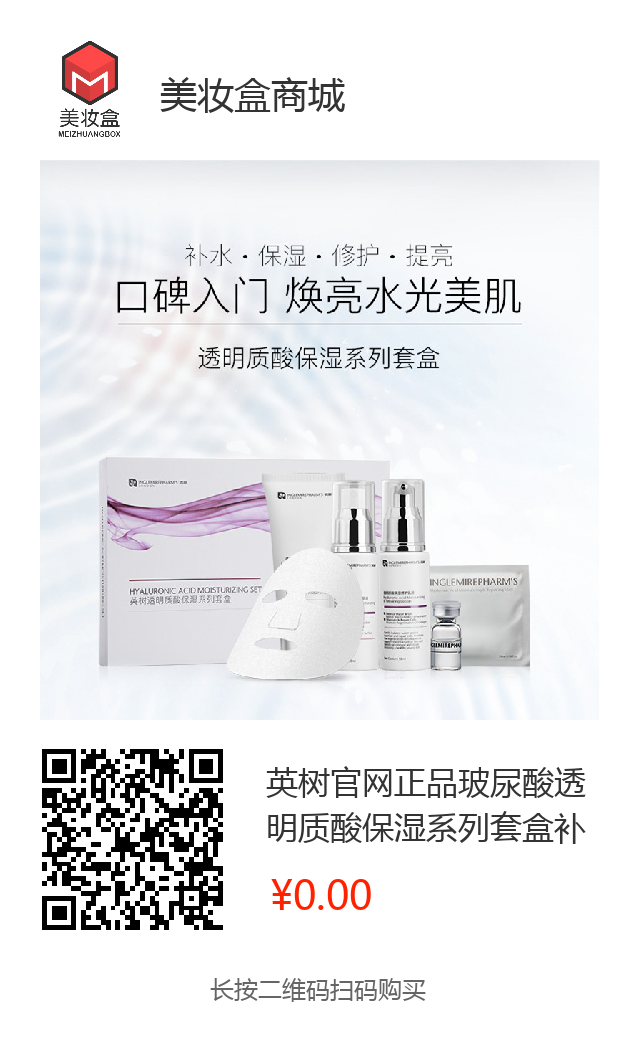 美妆盒
MEIZHUANGBOX
美妆盒商城
补水·保湿·修护·提亮
口碑入门 焕亮水光美肌
透明质酸保湿系列套盒
HYALURONIC ACID MOISTURIZING SET
英树透明质酸保湿系列套盒
INGLEMIREPHARM'S
英树官网正品玻尿酸透
明质酸保湿系列套盒补
¥0.00
长按二维码扫码购买